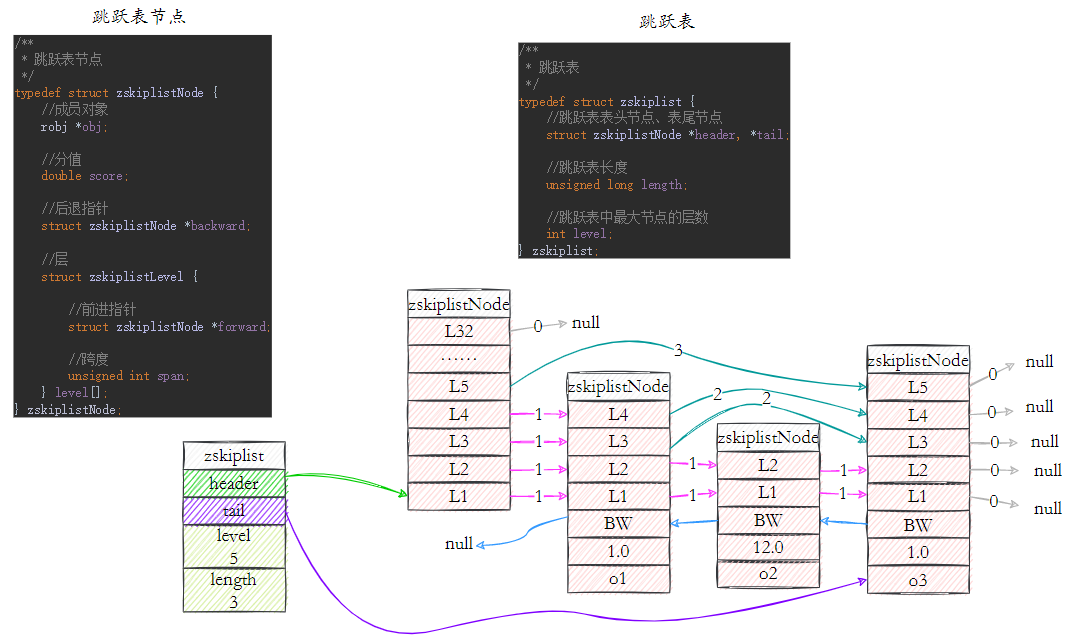 跳跃表节点
/**
 * 跳跃表节点
 */
typedef struct zskiplistNode {
//成员对象
robj *obj;
//分值
double score;
//后退指针
struct zskiplistNode *backward;
//层
struct zskiplistLevel {
//前进指针
struct zskiplistNode *forward;
//跨度
unsigned int span;
} level[];
} zskiplistNode;
跳跃表
/**
 * 跳跃表
 */
typedef struct zskiplist {
//跳跃表表头节点、表尾节点
struct zskiplistNode *header, *tail;
//跳跃表长度
unsigned long length;
//跳跃表中最大节点的层数
int level;
} zskiplist;
zskiplist
header
tail
level
5
length
3
zskiplistNode
L32
······
L5
L4
L3
L2
L1
0
null
3
1
1
1
1
zskiplistNode
L4
L3
L2
L1
BW
1.0
o1
null
2
2
1
1
zskiplistNode
L2
L1
BW
12.0
o2
1
1
zskiplistNode
L5
L4
L3
L2
L1
BW
1.0
o3
0
null
0
null
0
null
0
null
0
null